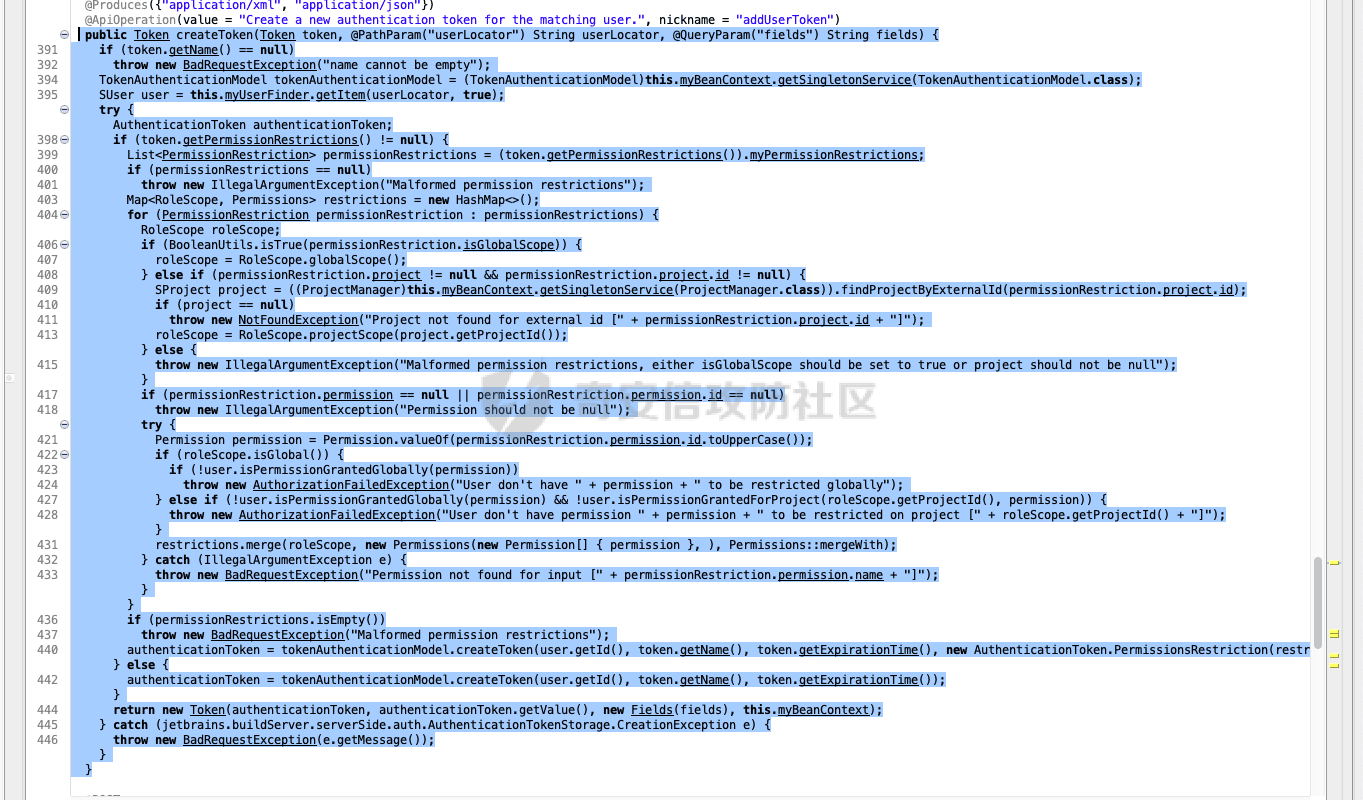 @Produces({"application/xml", "application/json"})
@ApiOperation(value = "Create a new authentication token for the matching user.", nickname = "addUserToken")
public Token createToken(Token token, @PathParam("userLocator") String userLocator, @QueryParam("fields") String fields) {
391 if (token.getName() == null)
392 throw new BadRequestException("name cannot be empty");
394 TokenAuthenticationModel tokenAuthenticationModel = (TokenAuthenticationModel)this.myBeanContext.getSingletonService(TokenAuthenticationModel.class);
395 SUser user = this.myUserFinder.getItem(userLocator, true);
try {
AuthenticationToken authenticationToken;
398 if (token.getPermissionRestrictions() != null) {
399 List<PermissionRestriction> permissionRestrictions = (token.getPermissionRestrictions()).myPermissionRestrictions;
400 if (permissionRestrictions == null)
401 throw new IllegalArgumentException("Malformed permission restrictions");
403 Map<RoleScope, Permissions> restrictions = new HashMap<>();
404 for (PermissionRestriction permissionRestriction : permissionRestrictions) {
RoleScope roleScope;
406 if (BooleanUtils.isTrue(permissionRestriction.isGlobalScope)) {
407 roleScope = RoleScope.globalScope();
408 } else if (permissionRestriction.project != null && permissionRestriction.project.id != null) {
409 SProject project = ((ProjectManager)this.myBeanContext.getSingletonService(ProjectManager.class)).findProjectByExternalId(permissionRestriction.project.id);
410 if (project == null)
411 throw new NotFoundException("Project not found for external id [" + permissionRestriction.project.id + "]");
413 roleScope = RoleScope.projectScope(project.getProjectId());
} else {
415 throw new IllegalArgumentException("Malformed permission restrictions, either isGlobalScope should be set to true or project should not be null");
}
417 if (permissionRestriction.permission == null || permissionRestriction.permission.id == null)
418 throw new IllegalArgumentException("Permission should not be null");
奇安信攻防社区
try {
421 Permission permission = Permission.valueOf(permissionRestriction.permission.id.toUpperCase());
422 if (roleScope.isGlobal()) {
423 if (!user.isPermissionGrantedGlobally(permission))
424 throw new AuthorizationFailedException("User don't have " + permission + " to be restricted globally");
427 } else if (!user.isPermissionGrantedGlobally(permission) && !user.isPermissionGrantedForProject(roleScope.getProjectId(), permission)) {
428 throw new AuthorizationFailedException("User don't have permission " + permission + " to be restricted on project [" + roleScope.getProjectId() + "]");
}
431 restrictions.merge(roleScope, new Permissions(new Permission[] { permission }, ), Permissions::mergeWith);
432 } catch (IllegalArgumentException e) {
433 throw new BadRequestException("Permission not found for input [" + permissionRestriction.permission.name + "]");
}
}
436 if (permissionRestrictions.isEmpty())
437 throw new BadRequestException("Malformed permission restrictions");
440 authenticationToken = tokenAuthenticationModel.createToken(user.getId(), token.getName(), token.getExpirationTime(), new AuthenticationToken.PermissionsRestriction(restr
} else {
442 authenticationToken = tokenAuthenticationModel.createToken(user.getId(), token.getName(), token.getExpirationTime());
}
444 return new Token(authenticationToken, authenticationToken.getValue(), new Fields(fields), this.myBeanContext);
445 } catch (jetbrains.buildServer.serverSide.auth.AuthenticationTokenStorage.CreationException e) {
446 throw new BadRequestException(e.getMessage());
}
}